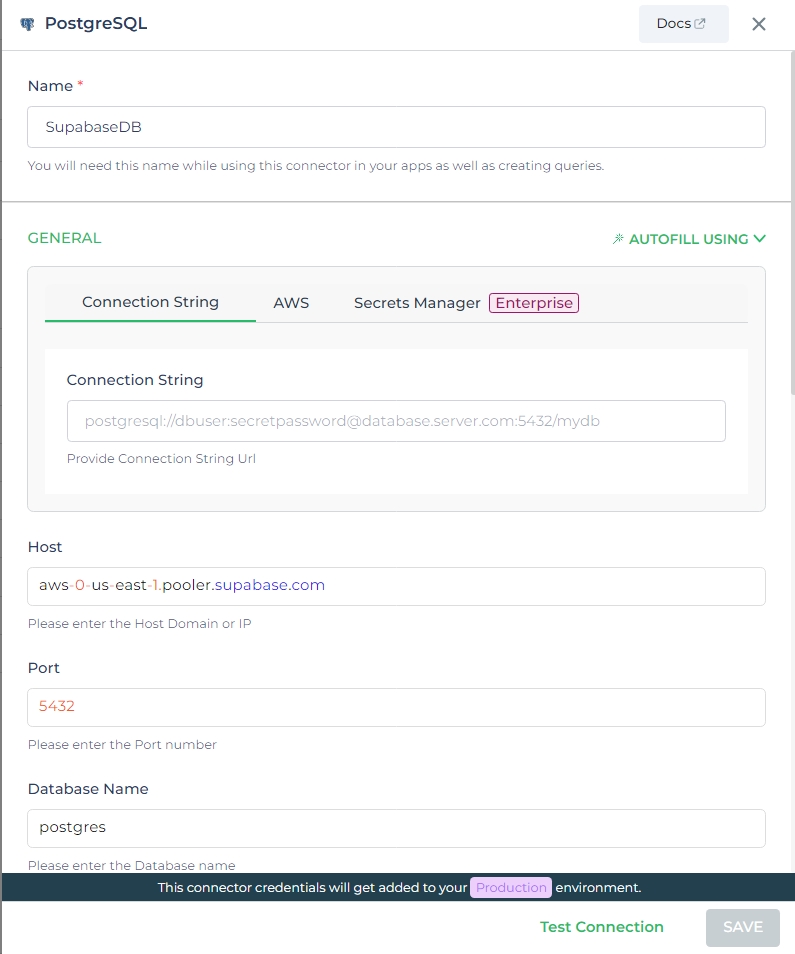 PostgreSQL
Docs
Name *
SupabaseDB
You will need this name while using this connector in your apps as well as creating queries.
GENERAL
AUTOFILL USING
Connection String AWS Secrets Manager Enterprise
Connection String
postgresql://dbuser:secretpassword@database.server.com:5432/mydb
Provide Connection String Url
Host
aws-0-us-east-1.pooler.supabase.com
Please enter the Host Domain or IP
Port
5432
Please enter the Port number
Database Name
postgres
Please enter the Database name
This connector credentials will get added to your Production environment.
Test Connection
SAVE